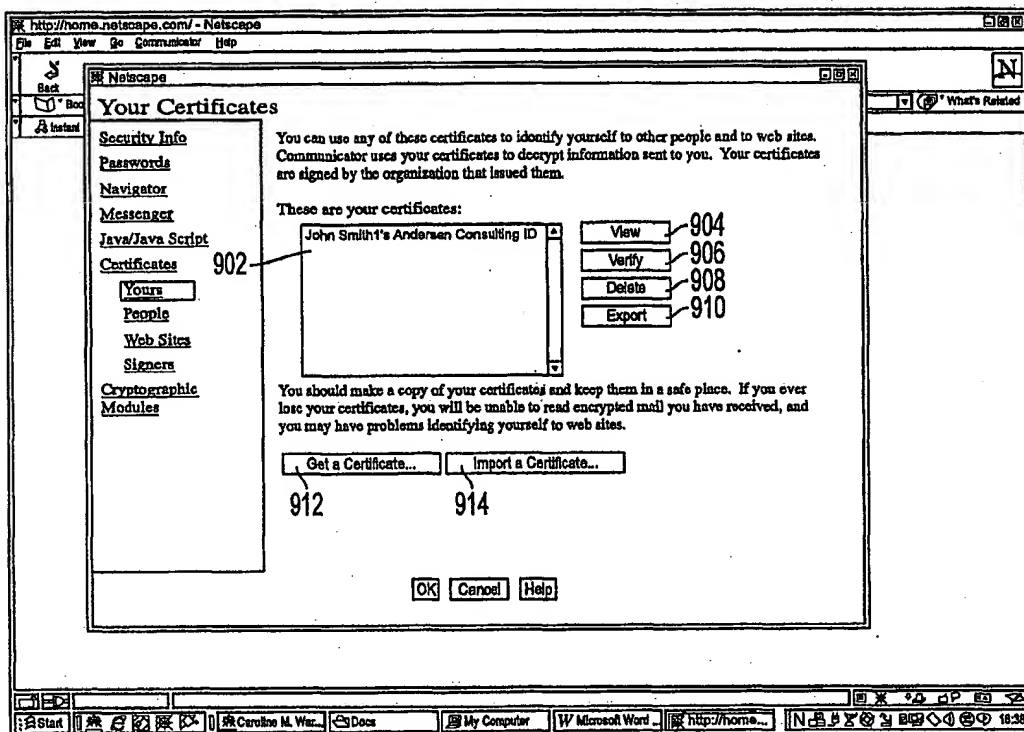 http://home.netscape.com/ - Netscape
File Edit View Go Communicator Help
Back
Netscape
N
Boo
What's Related
Instant
Your Certificates
Security Info
Passwords
Navigator
Messenger
Java/Java Script
Certificates
Yours
People
Web Sites
Signers
Cryptographic
Modules
You can use any of these certificates to identify yourself to other people and to web sites.
Communicator uses your certificates to decrypt information sent to you. Your certificates
are signed by the organization that issued them.
These are your certificates:
902
John Smith1's Andersen Consulting ID
View 904
Verify 906
Delete 908
Export 910
You should make a copy of your certificates and keep them in a safe place. If you ever
lose your certificates, you will be unable to read encrypted mail you have received, and
you may have problems identifying yourself to web sites.
Get a Certificate... Import a Certificate...
912 914
OK Cancel Help
Start Caroline M. War... Docs My Computer W Microsoft Word .. http://home... N 18:38